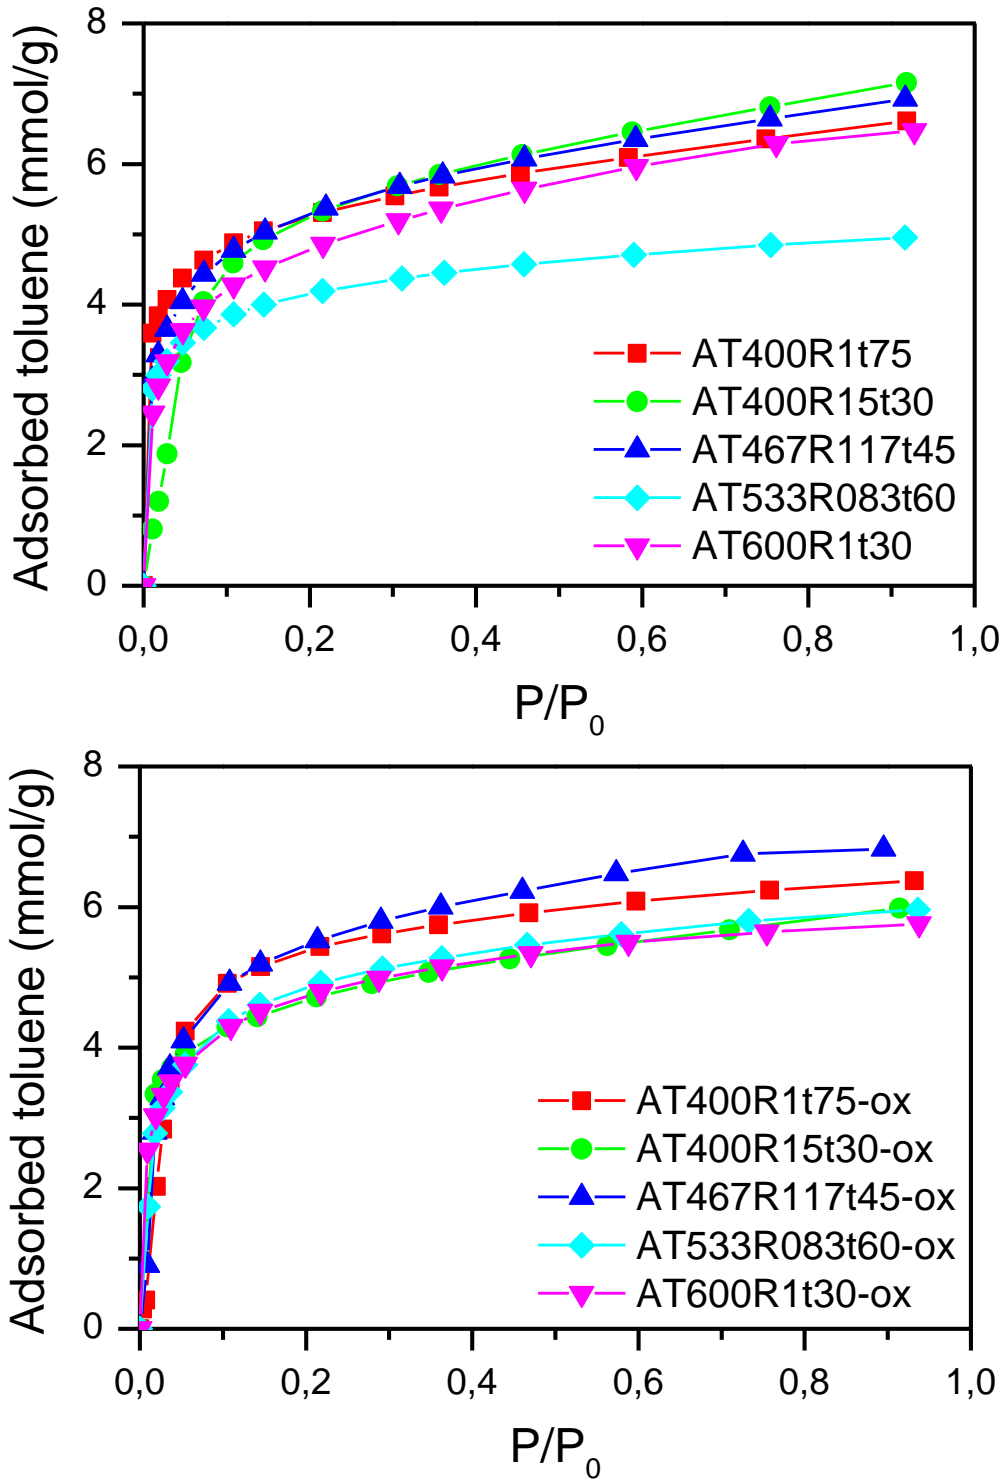 8
6
4
2
0
Adsorbed toluene (mmol/g)
AT400R1t75
AT400R15t30
AT467R117t45
AT533R083t60
AT600R1t30
0,0 0,2 0,4 0,6 0,8 1,0
P/P0
8
6
4
2
0
Adsorbed toluene (mmol/g)
AT400R1t75-ox
AT400R15t30-ox
AT467R117t45-ox
AT533R083t60-ox
AT600R1t30-ox
0,0 0,2 0,4 0,6 0,8 1,0
P/P0